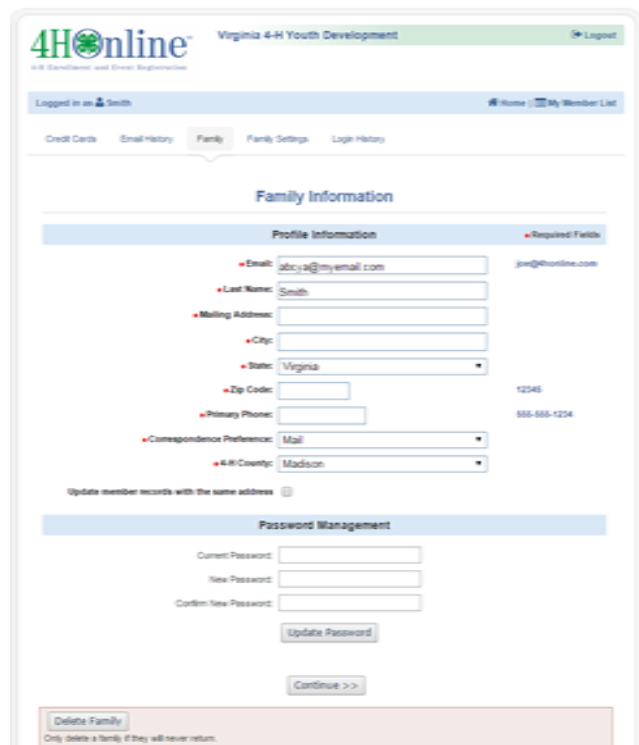 4HOnline
4-H Enrollment and Event Registration
Virginia 4-H Youth Development
Logout
Logged in as Smith
Home | My Member List
Credit Cards Email History Family Family Settings Login History
Family Information
Profile Information
Required Fields
Email: abcya@myemail.com joe@4honline.com
Last Name: Smith
Mailing Address:
City:
State: Virginia
Zip Code: 12345
Primary Phone: 555-555-1234
Correspondence Preference: Mail
4-H County: Madison
Update member records with the same address
Password Management
Current Password:
New Password:
Confirm New Password:
Update Password
Continue >>
Delete Family
Only delete a family if they will never return.